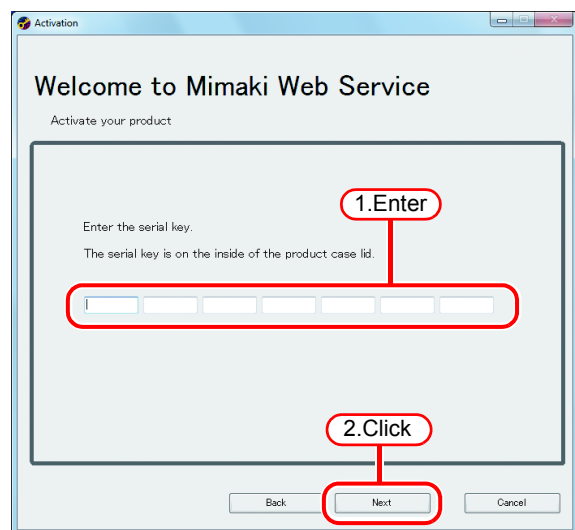 Activation
Welcome to Mimaki Web Service
Activate your product
1.Enter
Enter the serial key.
The serial key is on the inside of the product case lid.
2.Click
Back Next Cancel